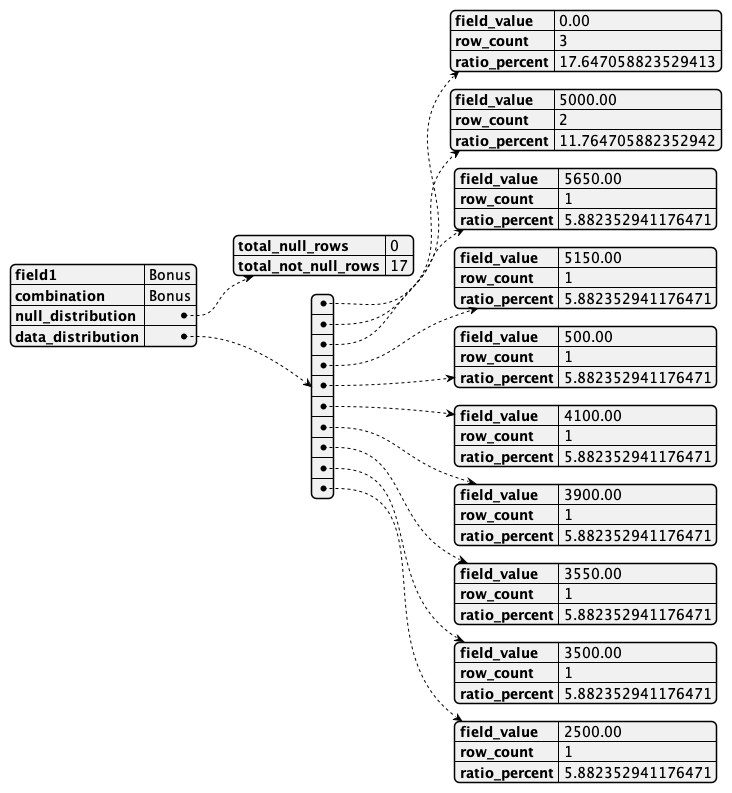 field_value 0.00
row_count 3
ratio_percent 17.647058823529413
field_value 5000.00
row_count 2
ratio_percent 11.764705882352942
field_value 5650.00
row_count 1
ratio_percent 5.882352941176471
total_null_rows 0
total_not_null_rows 17
field1 Bonus
combination Bonus
null_distribution
data_distribution
field_value 5150.00
row_count 1
ratio_percent 5.882352941176471
field_value 500.00
row_count 1
ratio_percent 5.882352941176471
field_value 4100.00
row_count 1
ratio_percent 5.882352941176471
field_value 3900.00
row_count 1
ratio_percent 5.882352941176471
field_value 3550.00
row_count 1
ratio_percent 5.882352941176471
field_value 3500.00
row_count 1
ratio_percent 5.882352941176471
field_value 2500.00
row_count 1
ratio_percent 5.882352941176471